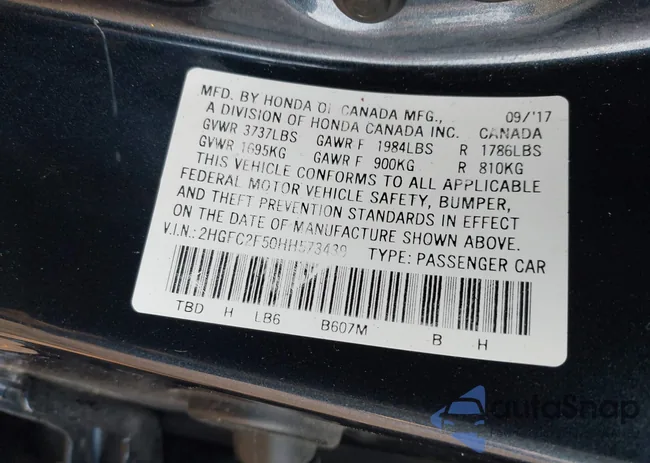 MFD. BY HONDA OF CANADA MFG., 09/'17
A DIVISION OF HONDA CANADA INC. CANADA
GVWR 3737LBS GAWR F 1984LBS R 1786LBS
GVWR 1695KG GAWR F 900KG R 810KG
THIS VEHICLE CONFORMS TO ALL APPLICABLE
FEDERAL MOTOR VEHICLE SAFETY, BUMPER,
AND THEFT PREVENTION STANDARDS IN EFFECT
ON THE DATE OF MANUFACTURE SHOWN ABOVE.
V.I.N.: 2HGFC2F50HH573439 TYPE: PASSENGER CAR
TBD H LB6 B607M B H
autoSnap